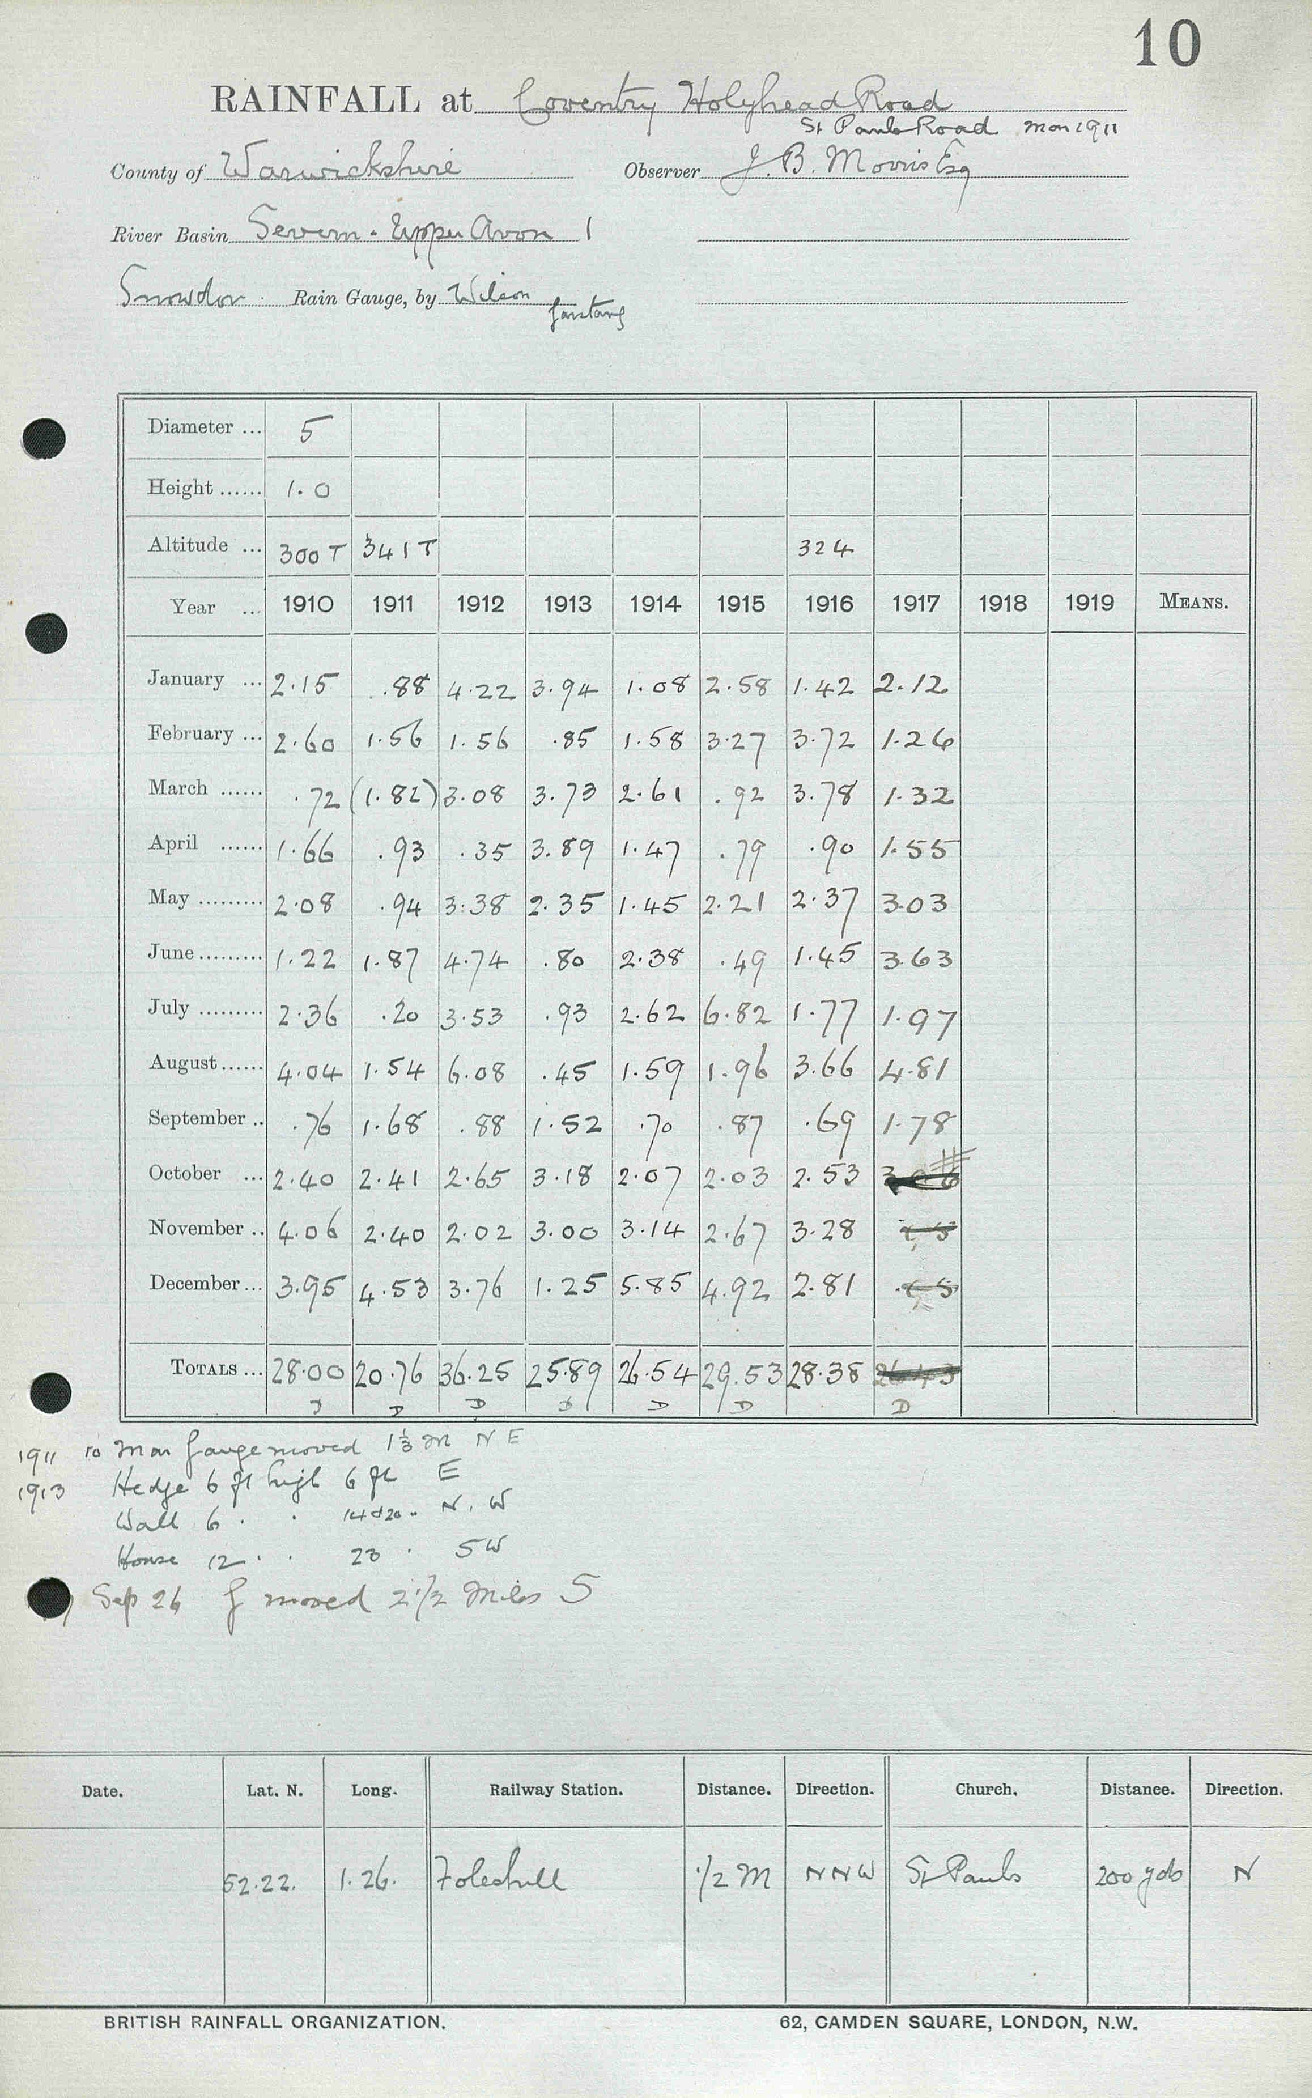 10
RAINFALL at Coventry Holyhead Road
St Pauls Road Mar 1911
County of Warwickshire Observer J. B. Morris Esq
River Basin Severn - Upper Avon 1
Snowdon Rain Gauge, by Wilson
Diameter ... 5
Height ...... 1.0
Altitude ... 300 T 341 T 324
Year ... 1910 1911 1912 1913 1914 1915 1916 1917 1918 1919 MEANS.
January ... 2.15 .88 4.22 3.94 1.08 2.58 1.42 2.12
February ... 2.60 1.56 1.56 .85 1.58 3.27 3.72 1.26
March ...... .72 (1.82) 3.08 3.73 2.61 .92 3.78 1.32
April ...... 1.66 .93 .35 3.89 1.47 .79 .90 1.55
May ......... 2.08 .94 3.38 2.35 1.45 2.21 2.37 3.03
June ......... 1.22 1.87 4.74 .80 2.38 .49 1.45 3.63
July ......... 2.36 .20 3.53 .93 2.62 6.82 1.77 1.97
August ...... 4.04 1.54 6.08 .45 1.59 1.96 3.66 4.81
September .. .76 1.68 .88 1.52 .70 .87 .69 1.78
October ... 2.40 2.41 2.65 3.18 2.07 2.03 2.53
November .. 4.06 2.40 2.02 3.00 3.14 2.67 3.28
December ... 3.95 4.53 3.76 1.25 5.85 4.92 2.81
TOTALS ... 28.00 20.76 36.25 25.89 26.54 29.53 28.38
D D D D D D D
1911 to Mar Gauge moved 1 1/3 M NE
1913 Hedge 6 ft high 6 ft E
Wall 6 " " 14 & 20 " N. W
House 12 " " 23 " SW
Sep 26 G moved 2 1/2 Miles S
Date. Lat. N. Long. Railway Station. Distance. Direction. Church. Distance. Direction.
52.22. 1.26. Foleshill 1/2 M NNW St Pauls 200 yds N
BRITISH RAINFALL ORGANIZATION. 62, CAMDEN SQUARE, LONDON, N.W.